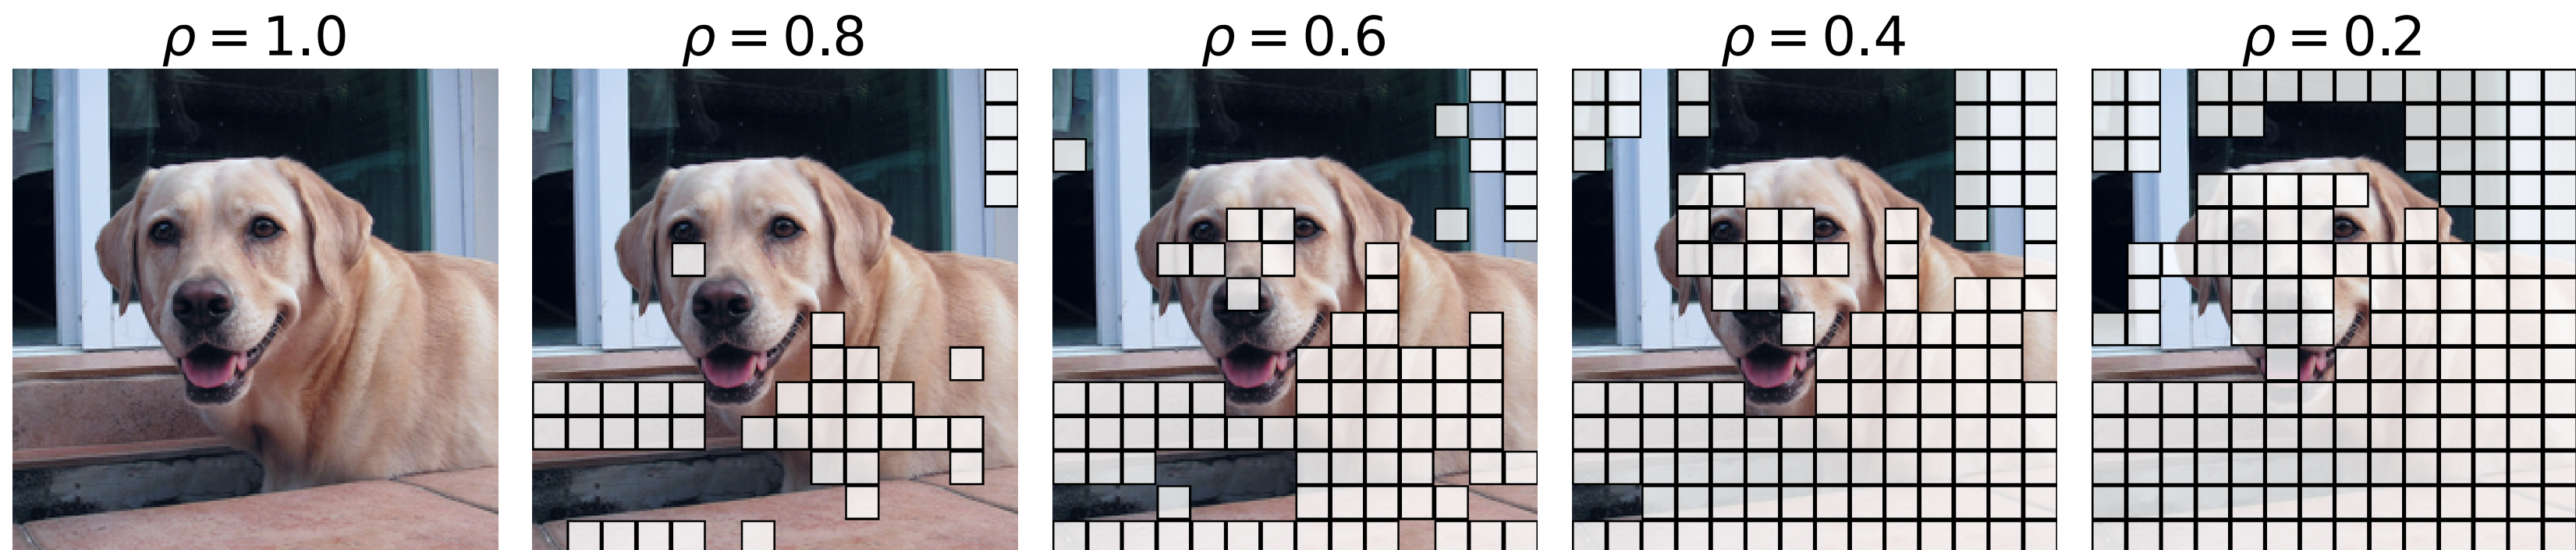 ρ = 1.0
ρ = 0.8
ρ = 0.6
ρ = 0.4
ρ = 0.2